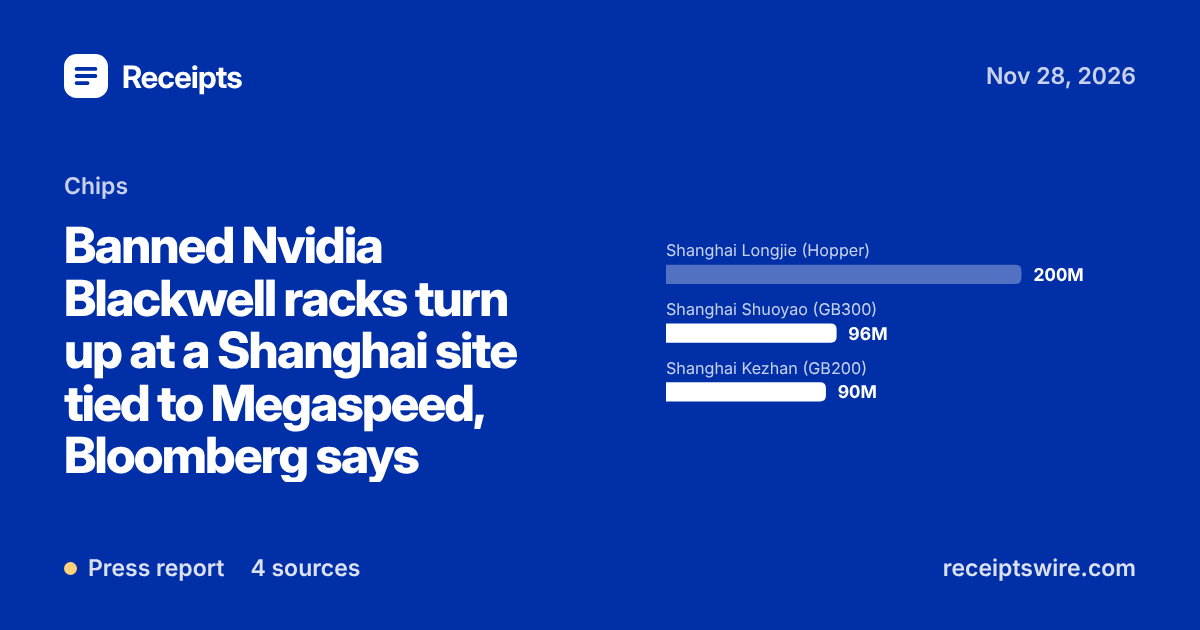 Receipts
Nov 28, 2026
Chips
Banned Nvidia
Blackwell racks turn
up at a Shanghai site
tied to Megaspeed,
Bloomberg says
Shanghai Longjie (Hopper)
200M
Shanghai Shuoyao (GB300)
96M
Shanghai Kezhan (GB200)
90M
Press report
4 sources
receiptswire.com